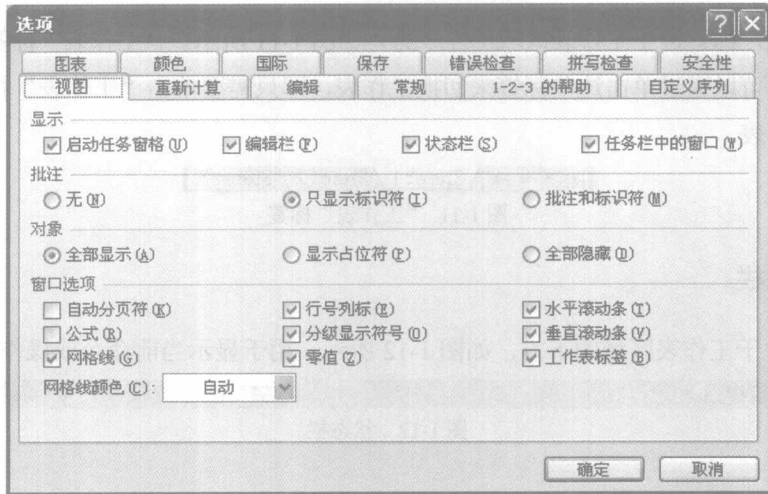 选项
图表 颜色 国际 保存 错误检查 拼写检查 安全性
视图 重新计算 编辑 常规 1-2-3 的帮助 自定义序列
显示
启动任务窗格(U) 编辑栏(F) 状态栏(S) 任务栏中的窗口(W)
批注
无(N) 只显示标识符(I) 批注和标识符(M)
对象
全部显示(A) 显示占位符(P) 全部隐藏(D)
窗口选项
自动分页符(K) 行号列标(E) 水平滚动条(T)
公式(R) 分级显示符号(O) 垂直滚动条(V)
网格线(G) 零值(Z) 工作表标签(B)
网格线颜色(C): 自动
确定 取消